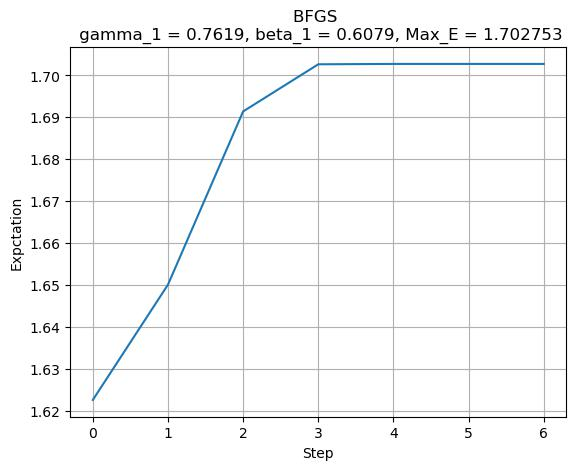 BFGS
gamma_1 = 0.7619, beta_1 = 0.6079, Max_E = 1.702753
1.70
1.69
1.68
1.67
1.66
1.65
1.64
1.63
1.62
Expctation
0 1 2 3 4 5 6
Step